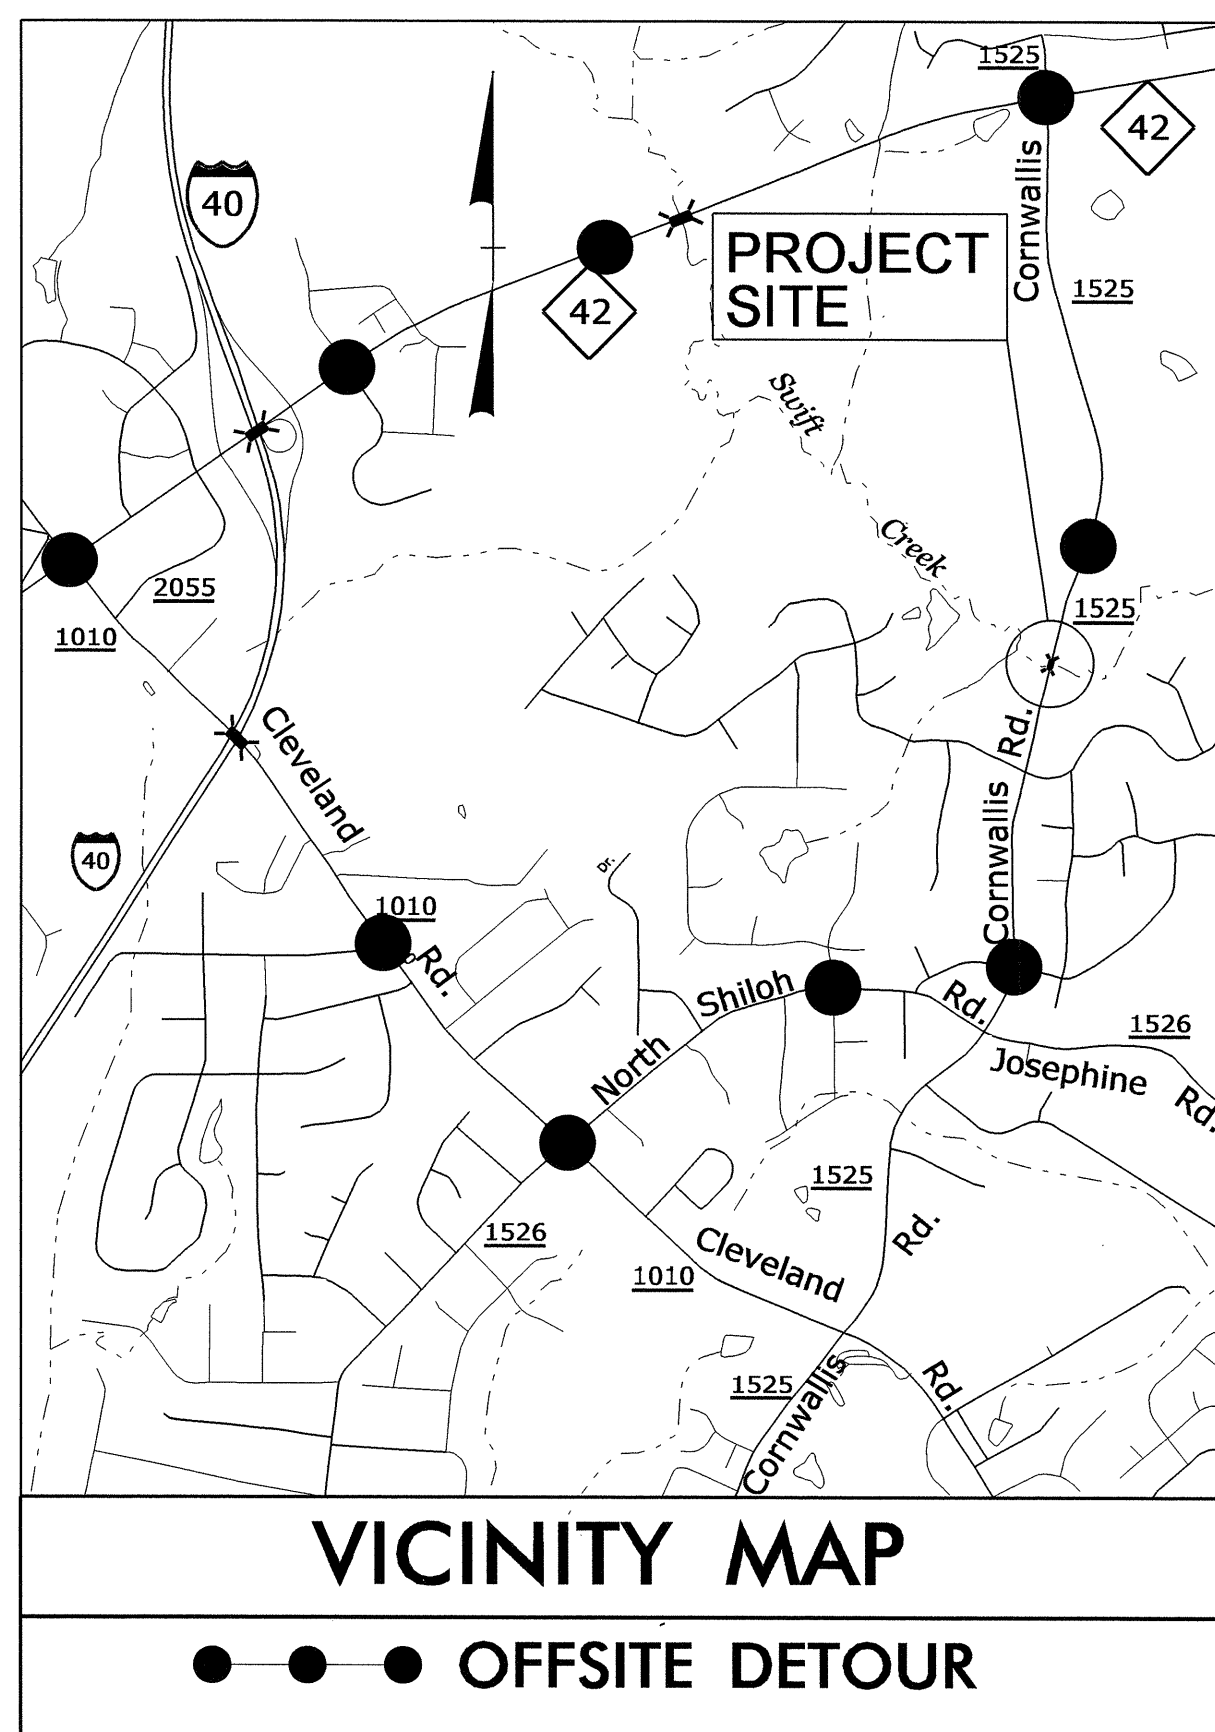 1525
42
Cornwallis
40
PROJECT
SITE
42
1525
Swift
Creek
2055
1525
1010
Cleveland
Rd.
Cornwallis
40
Dr.
1010
Rd.
Shiloh
Rd.
North
1526
Josephine
Rd.
1525
1526
Rd.
Cleveland
1010
1525
Cornwallis
Rd.
VICINITY MAP
OFFSITE DETOUR